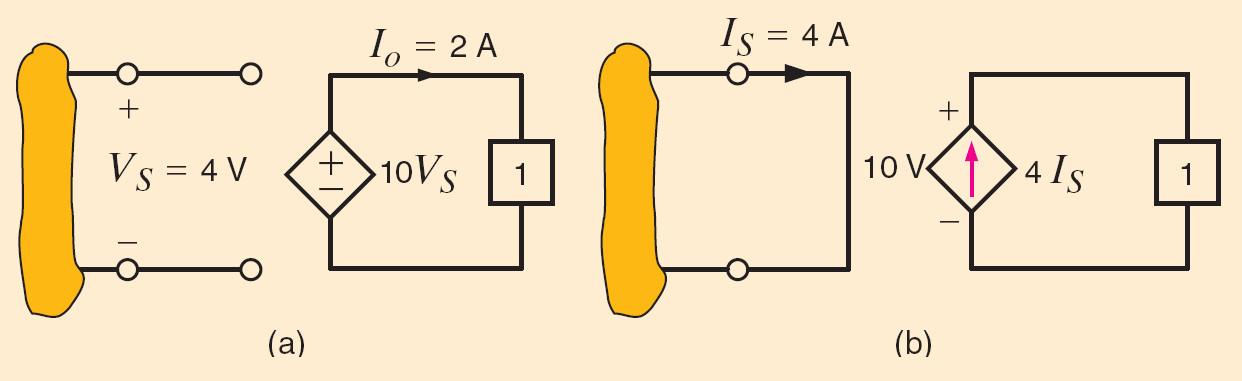 I_o = 2 A
+
V_S = 4 V
−
+
−
10V_S
1
(a)
I_S = 4 A
+
10 V
−
4 I_S
1
(b)